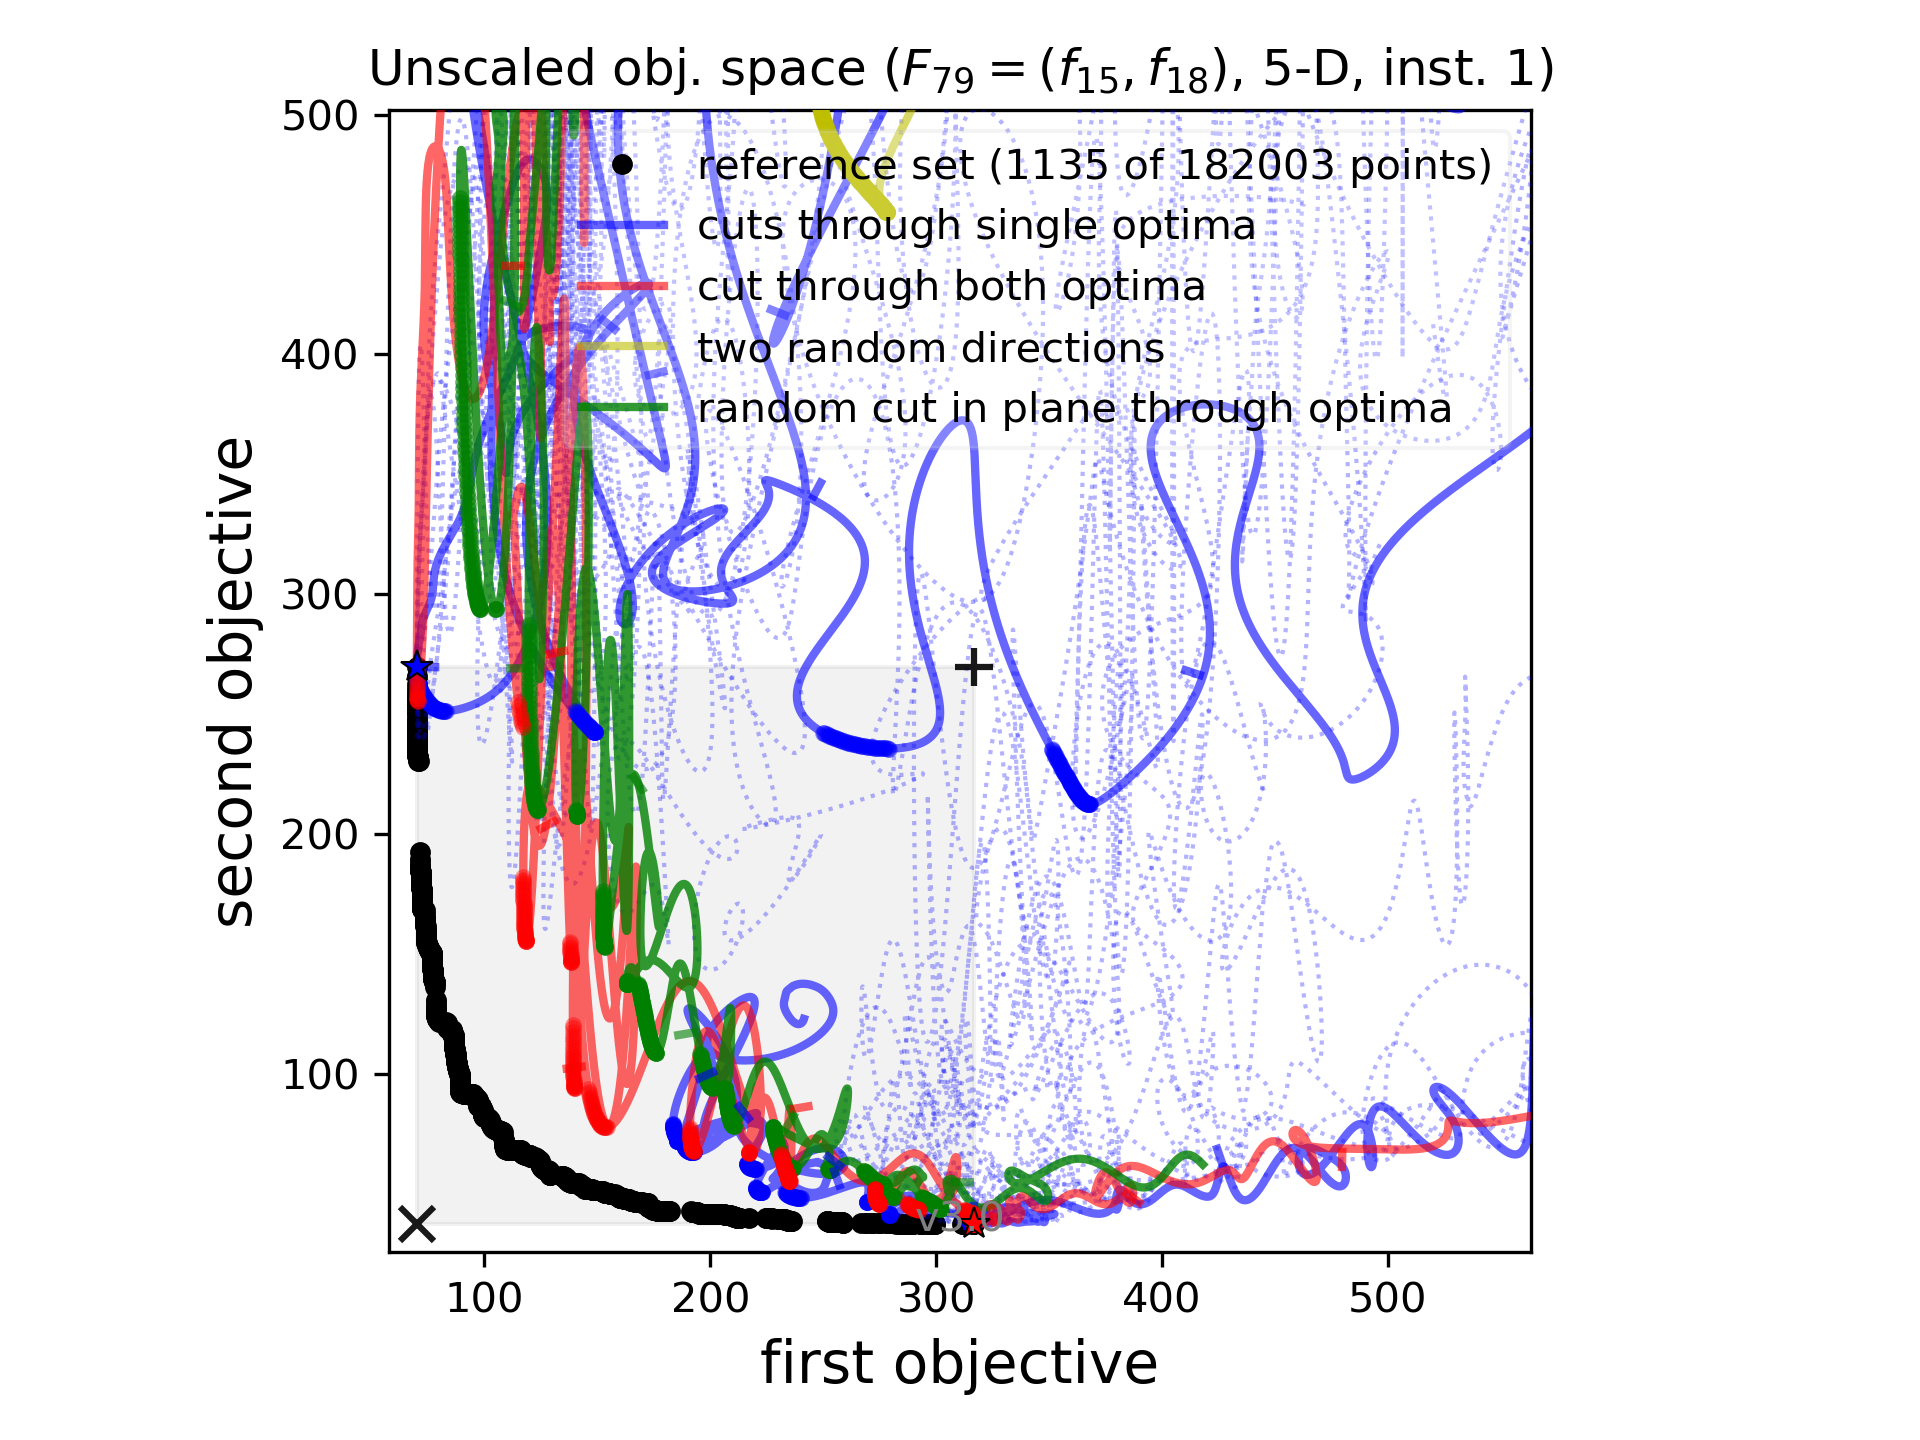 Unscaled obj. space (F₇₉ = (f₁₅, f₁₈), 5-D, inst. 1)
reference set (1135 of 182003 points)
cuts through single optima
cut through both optima
two random directions
random cut in plane through optima
500
400
300
200
100
second objective
v3.0
100
200
300
400
500
first objective